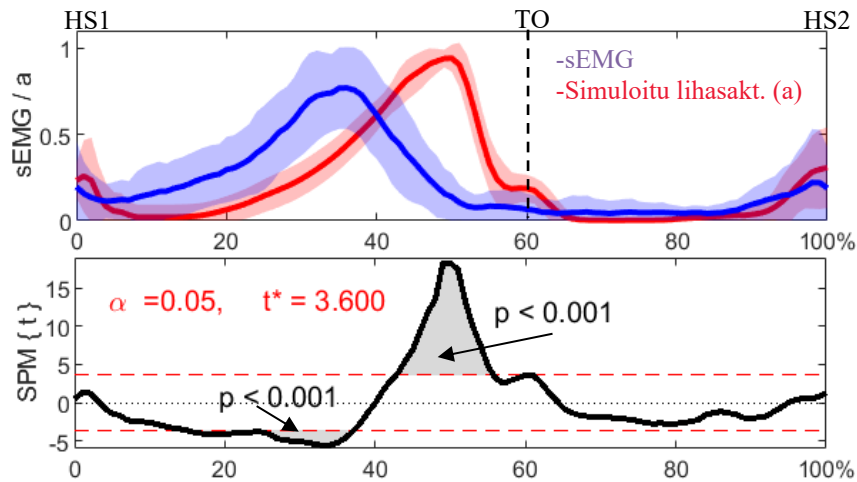 HS1 TO HS2
1
0.5
0
sEMG / a
-sEMG
-Simuloitu lihasakt. (a)
0 20 40 60 80 100%
15
10
5
0
-5
SPM { t }
α =0.05, t* = 3.600
p < 0.001
p < 0.001
0 20 40 60 80 100%